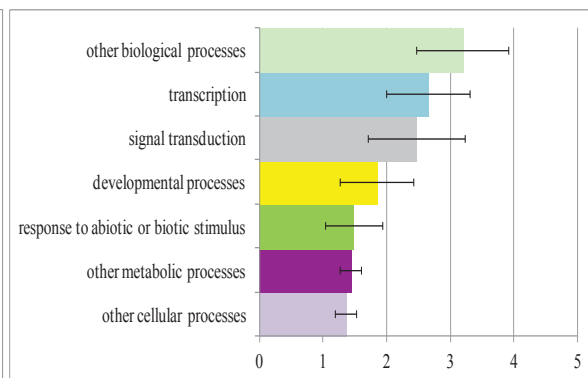 other biological processes
transcription
signal transduction
developmental processes
response to abiotic or biotic stimulus
other metabolic processes
other cellular processes
0 1 2 3 4 5